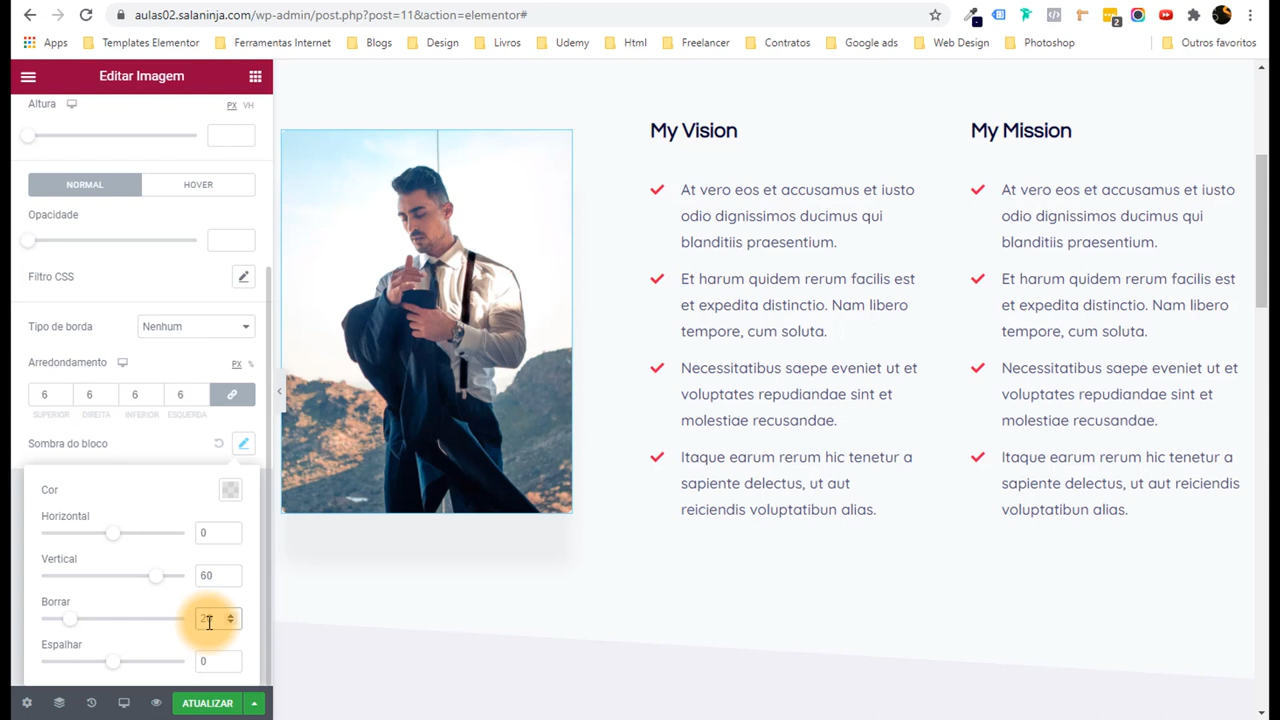 aulas02.salaninja.com/wp-admin/post.php?post=11&action=elementor#
2
Apps Templates Elementor Ferramentas Internet Blogs Design Livros Udemy Html Freelancer Contratos Google ads Web Design Photoshop Outros favoritos
Editar Imagem
Altura PX VH
NORMAL HOVER
Opacidade
Filtro CSS
Tipo de borda Nenhum
Arredondamento PX %
6 6 6 6
SUPERIOR DIREITA INFERIOR ESQUERDA
Sombra do bloco
Cor
Horizontal
0
Vertical
60
Borrar
Espalhar
0
ATUALIZAR
My Vision
At vero eos et accusamus et iusto
odio dignissimos ducimus qui
blanditiis praesentium.
Et harum quidem rerum facilis est
et expedita distinctio. Nam libero
tempore, cum soluta.
Necessitatibus saepe eveniet ut et
voluptates repudiandae sint et
molestiae recusandae.
Itaque earum rerum hic tenetur a
sapiente delectus, ut aut
reiciendis voluptatibun alias.
My Mission
At vero eos et accusamus et iusto
odio dignissimos ducimus qui
blanditiis praesentium.
Et harum quidem rerum facilis est
et expedita distinctio. Nam libero
tempore, cum soluta.
Necessitatibus saepe eveniet ut et
voluptates repudiandae sint et
molestiae recusandae.
Itaque earum rerum hic tenetur a
sapiente delectus, ut aut reiciendis
voluptatibun alias.